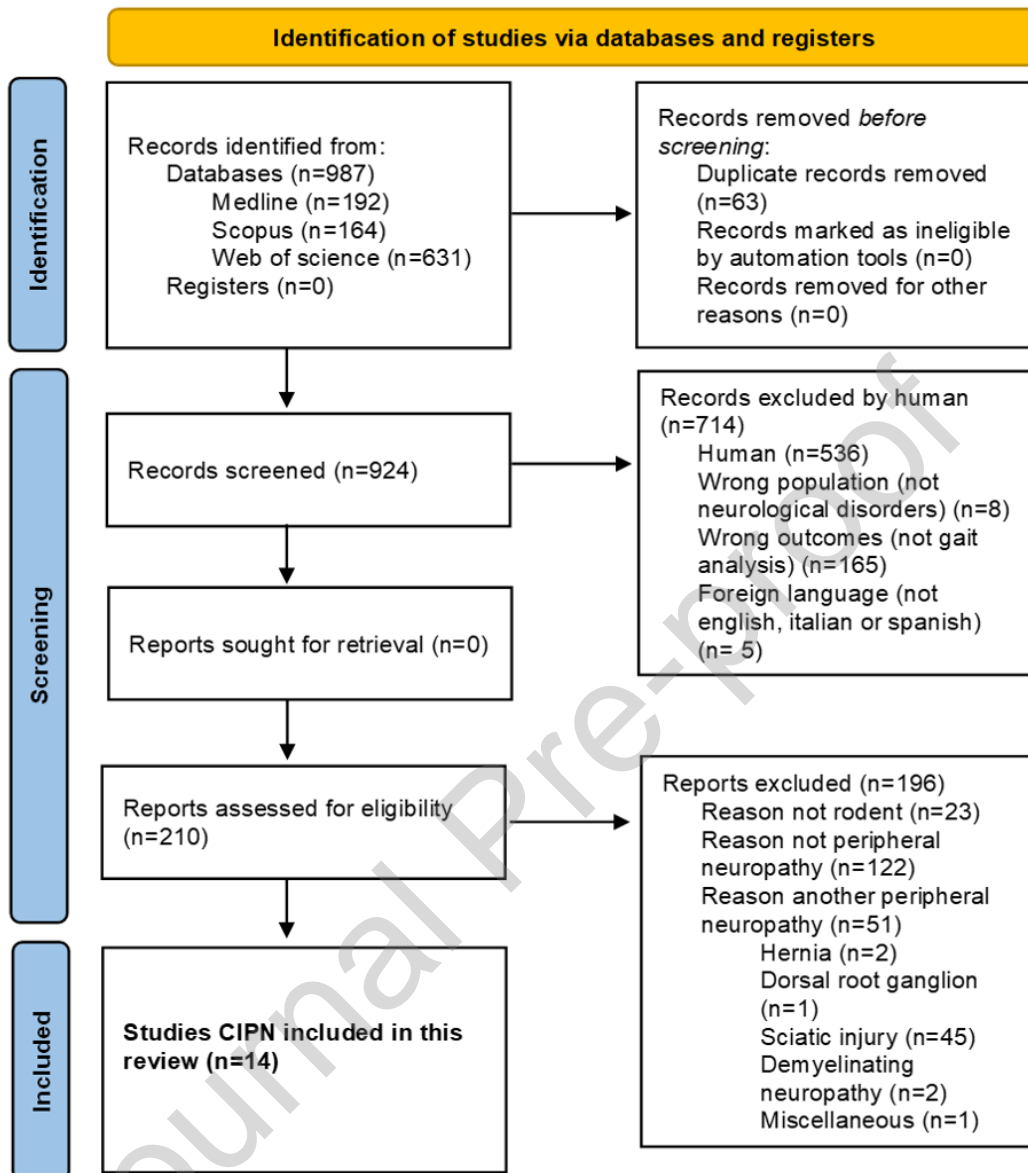 Identification of studies via databases and registers
Identification
Records identified from:
Databases (n=987)
Medline (n=192)
Scopus (n=164)
Web of science (n=631)
Registers (n=0)
Records removed before
screening:
Duplicate records removed
(n=63)
Records marked as ineligible
by automation tools (n=0)
Records removed for other
reasons (n=0)
Screening
Records screened (n=924)
Records excluded by human
(n=714)
Human (n=536)
Wrong population (not
neurological disorders) (n=8)
Wrong outcomes (not gait
analysis) (n=165)
Foreign language (not
english, italian or spanish)
(n= 5)
Reports sought for retrieval (n=0)
Reports assessed for eligibility
(n=210)
Reports excluded (n=196)
Reason not rodent (n=23)
Reason not peripheral
neuropathy (n=122)
Reason another peripheral
neuropathy (n=51)
Hernia (n=2)
Dorsal root ganglion
(n=1)
Sciatic injury (n=45)
Demyelinating
neuropathy (n=2)
Miscellaneous (n=1)
Included
Studies CIPN included in this
review (n=14)
ournal Pre-proof